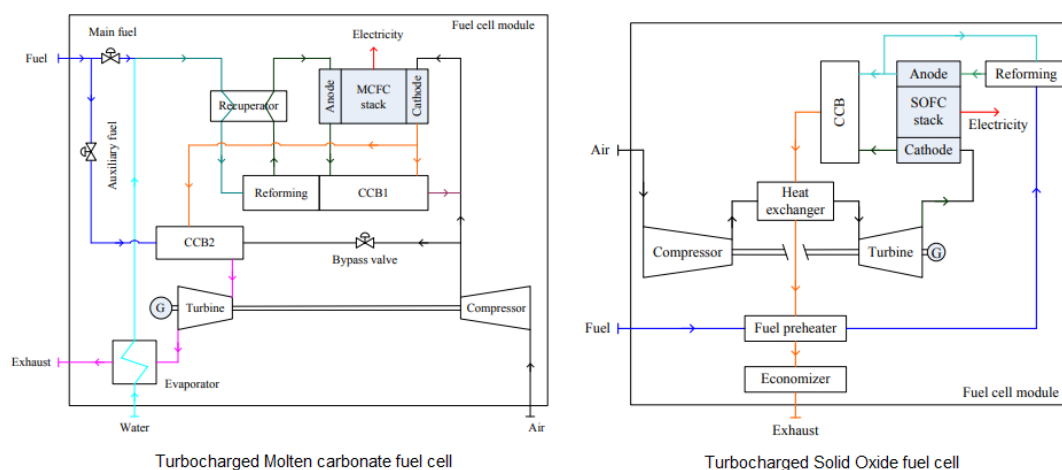 Fuel cell module
Main fuel
Electricity
Fuel
Anode
MCFC
stack
Cathode
Recuperator
Auxiliary fuel
Reforming
CCB1
CCB2
Bypass valve
G
Turbine
Compressor
Exhaust
Evaporator
Water
Air
Turbocharged Molten carbonate fuel cell
Anode
Reforming
CCB
SOFC
stack
Electricity
Air
Cathode
Heat
exchanger
Compressor
Turbine
G
Fuel
Fuel preheater
Economizer
Fuel cell module
Exhaust
Turbocharged Solid Oxide fuel cell